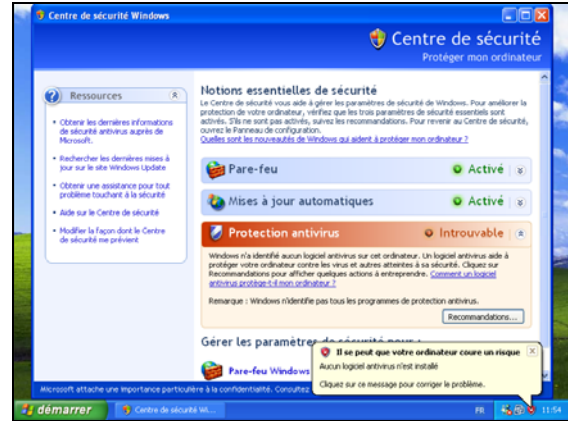 Centre de sécurité Windows
Centre de sécurité
Protéger mon ordinateur
Ressources
• Obtenir les dernières informations
de sécurité antivirus auprès de
Microsoft.
• Rechercher les dernières mises à
jour sur le site Windows Update
• Obtenir une assistance pour tout
problème touchant à la sécurité
• Aide sur le Centre de sécurité
• Modifier la façon dont le Centre
de sécurité me prévient
Notions essentielles de sécurité
Le Centre de sécurité vous aide à gérer les paramètres de sécurité de Windows. Pour améliorer la
protection de votre ordinateur, vérifiez que les trois paramètres de sécurité essentiels sont
activés. S'ils ne sont pas activés, suivez les recommandations. Pour revenir au Centre de sécurité,
ouvrez le Panneau de configuration.
Quelles sont les nouveautés de Windows qui aident à protéger mon ordinateur ?
Pare-feu Activé
Mises à jour automatiques Activé
Protection antivirus Introuvable
Windows n'a identifié aucun logiciel antivirus sur cet ordinateur. Un logiciel antivirus aide à
protéger votre ordinateur contre les virus et autres atteintes à sa sécurité. Cliquez sur
Recommandations pour afficher quelques actions à entreprendre. Comment un logiciel
antivirus protège-t-il mon ordinateur ?
Remarque : Windows n'identifie pas tous les programmes de protection antivirus.
Recommandations...
Gérer les paramètres de sécurité pour :
Pare-feu Windows
Il se peut que votre ordinateur coure un risque
Aucun logiciel antivirus n'est installé
Cliquez sur ce message pour corriger le problème.
Microsoft attache une importance particulière à la confidentialité. Consultez
démarrer
Centre de sécurité Wi...
FR
11:54